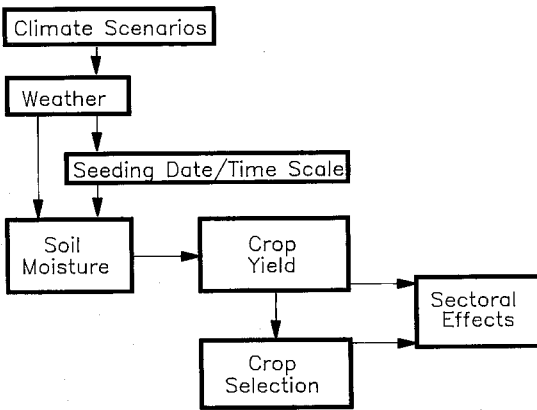 Climate Scenarios
Weather
Seeding Date/Time Scale
Soil
Moisture
Crop
Yield
Sectoral
Effects
Crop
Selection